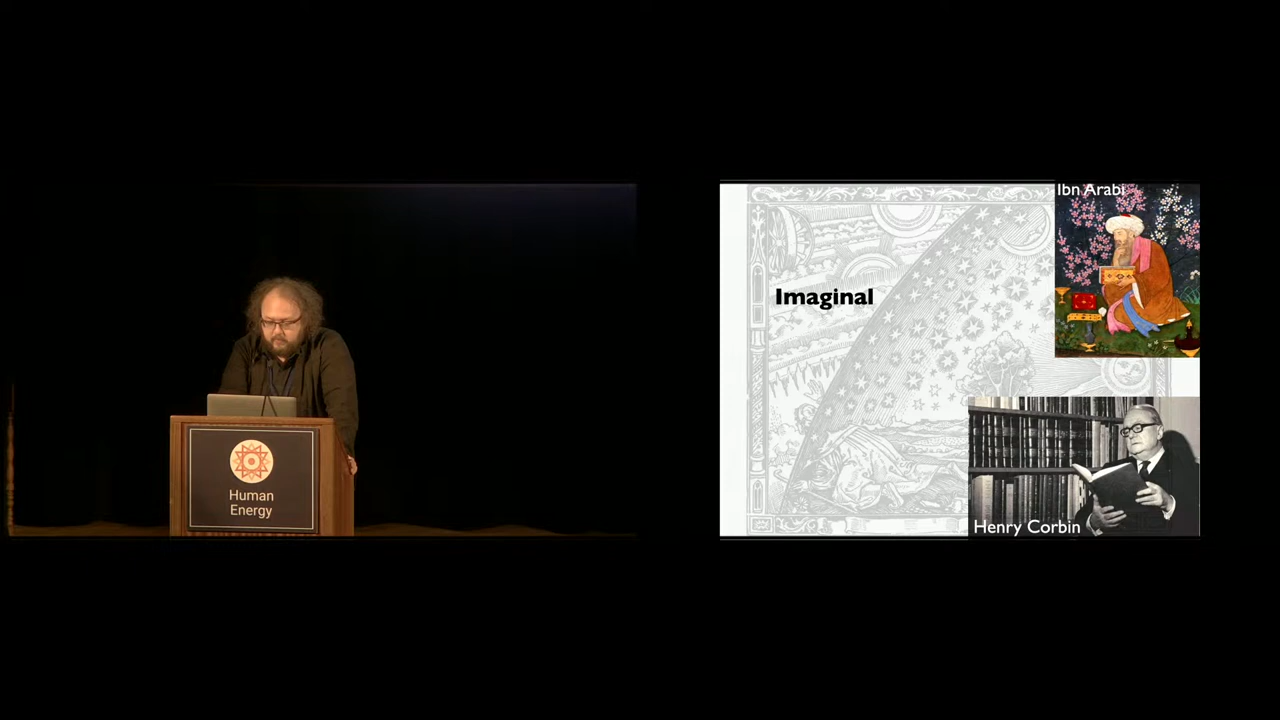 Human
Energy
Imaginal
Ibn Arabi
Henry Corbin